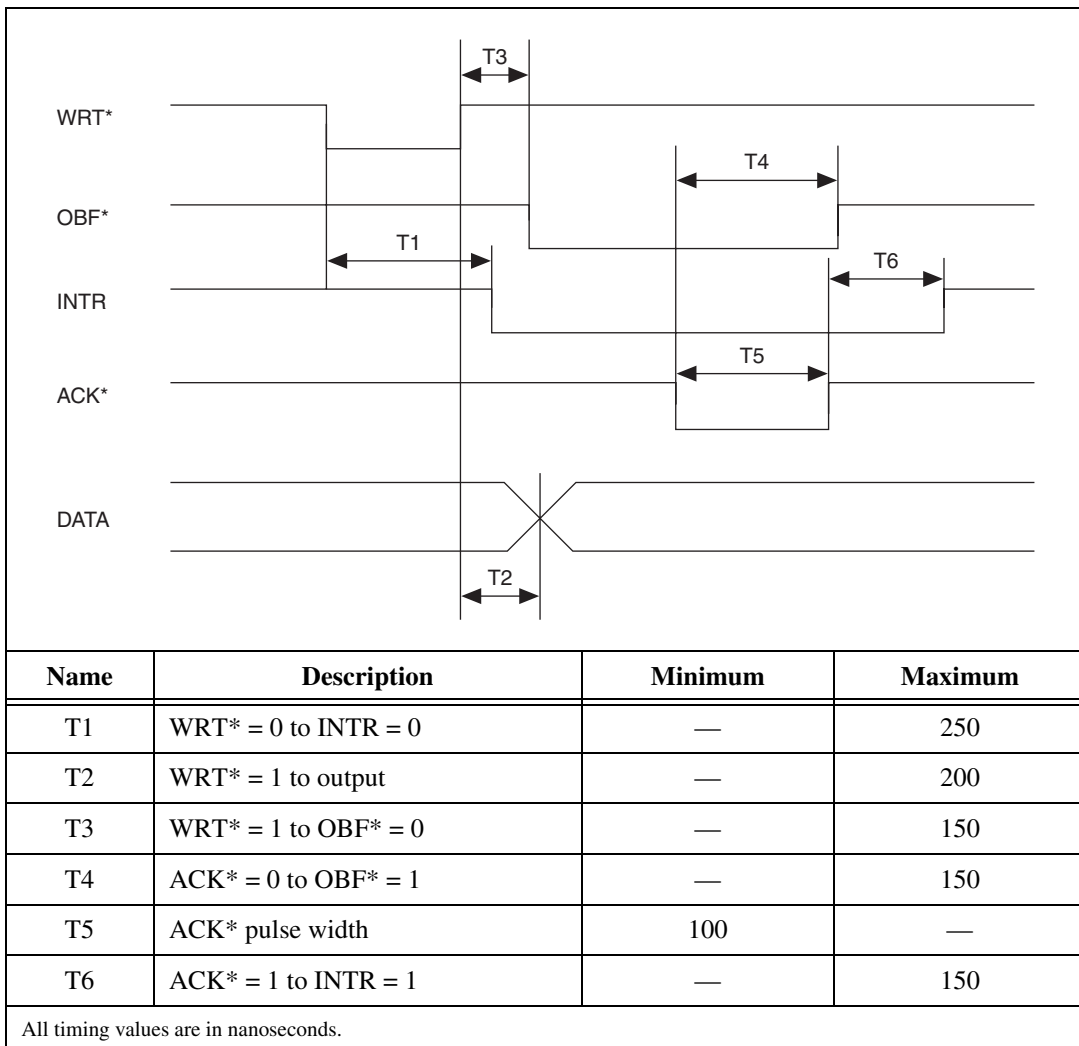 T3
WRT*
T4
OBF*
T1
T6
INTR
T5
ACK*
DATA
T2
Name Description Minimum Maximum
T1 WRT* = 0 to INTR = 0 — 250
T2 WRT* = 1 to output — 200
T3 WRT* = 1 to OBF* = 0 — 150
T4 ACK* = 0 to OBF* = 1 — 150
T5 ACK* pulse width 100 —
T6 ACK* = 1 to INTR = 1 — 150
All timing values are in nanoseconds.